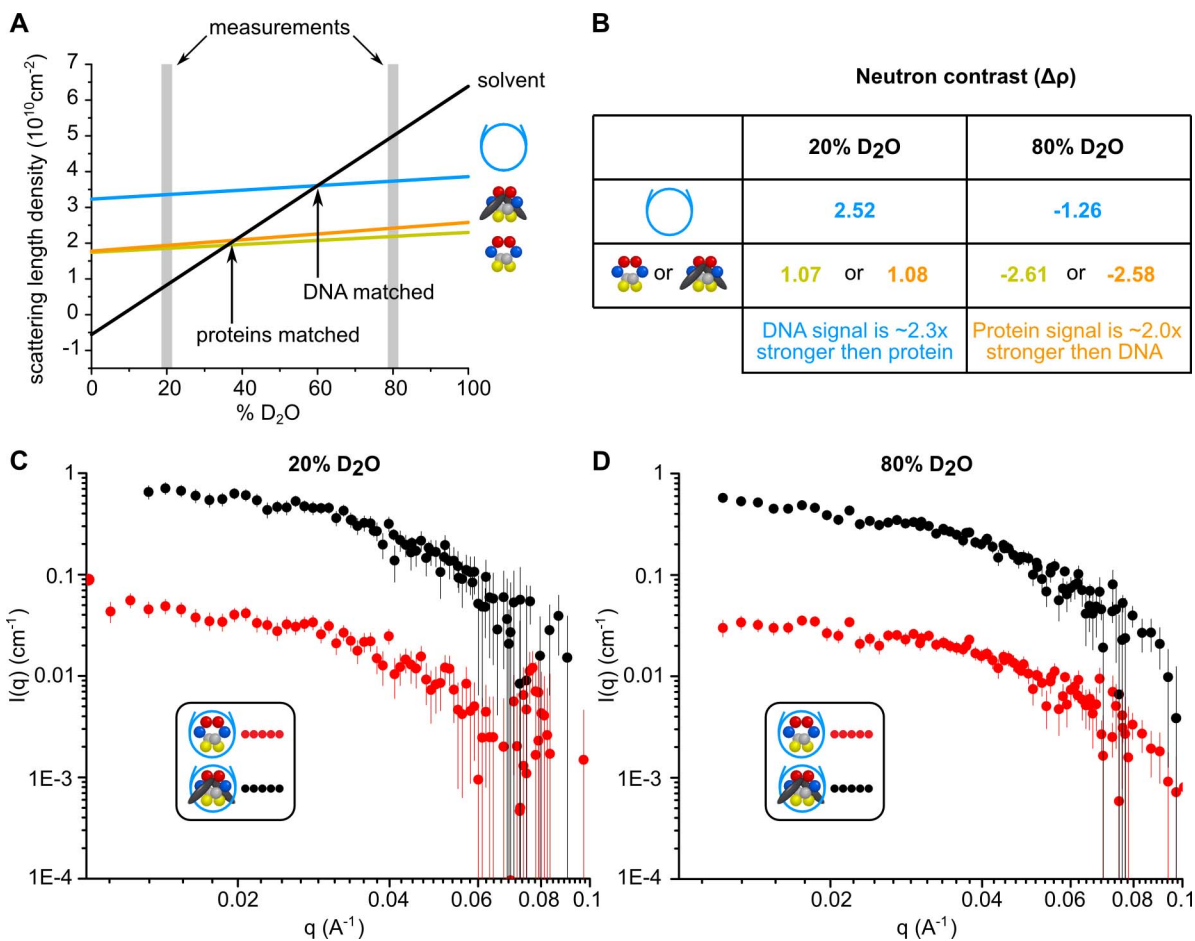 A
measurements
scattering length density (10¹⁰cm⁻²)
7
6
5
4
3
2
1
0
-1
solvent
DNA matched
proteins matched
0 20 40 60 80 100
% D₂O
B
Neutron contrast (Δρ)
20% D₂O 80% D₂O
2.52 -1.26
or 1.07 or 1.08 -2.61 or -2.58
DNA signal is ~2.3x
stronger then protein
Protein signal is ~2.0x
stronger then DNA
C
20% D₂O
I(q) (cm⁻¹)
1
0.1
0.01
1E-3
1E-4
0.02 0.04 0.06 0.08 0.1
q (A⁻¹)
D
80% D₂O
I(q) (cm⁻¹)
1
0.1
0.01
1E-3
1E-4
0.02 0.04 0.06 0.08 0.1
q (A⁻¹)